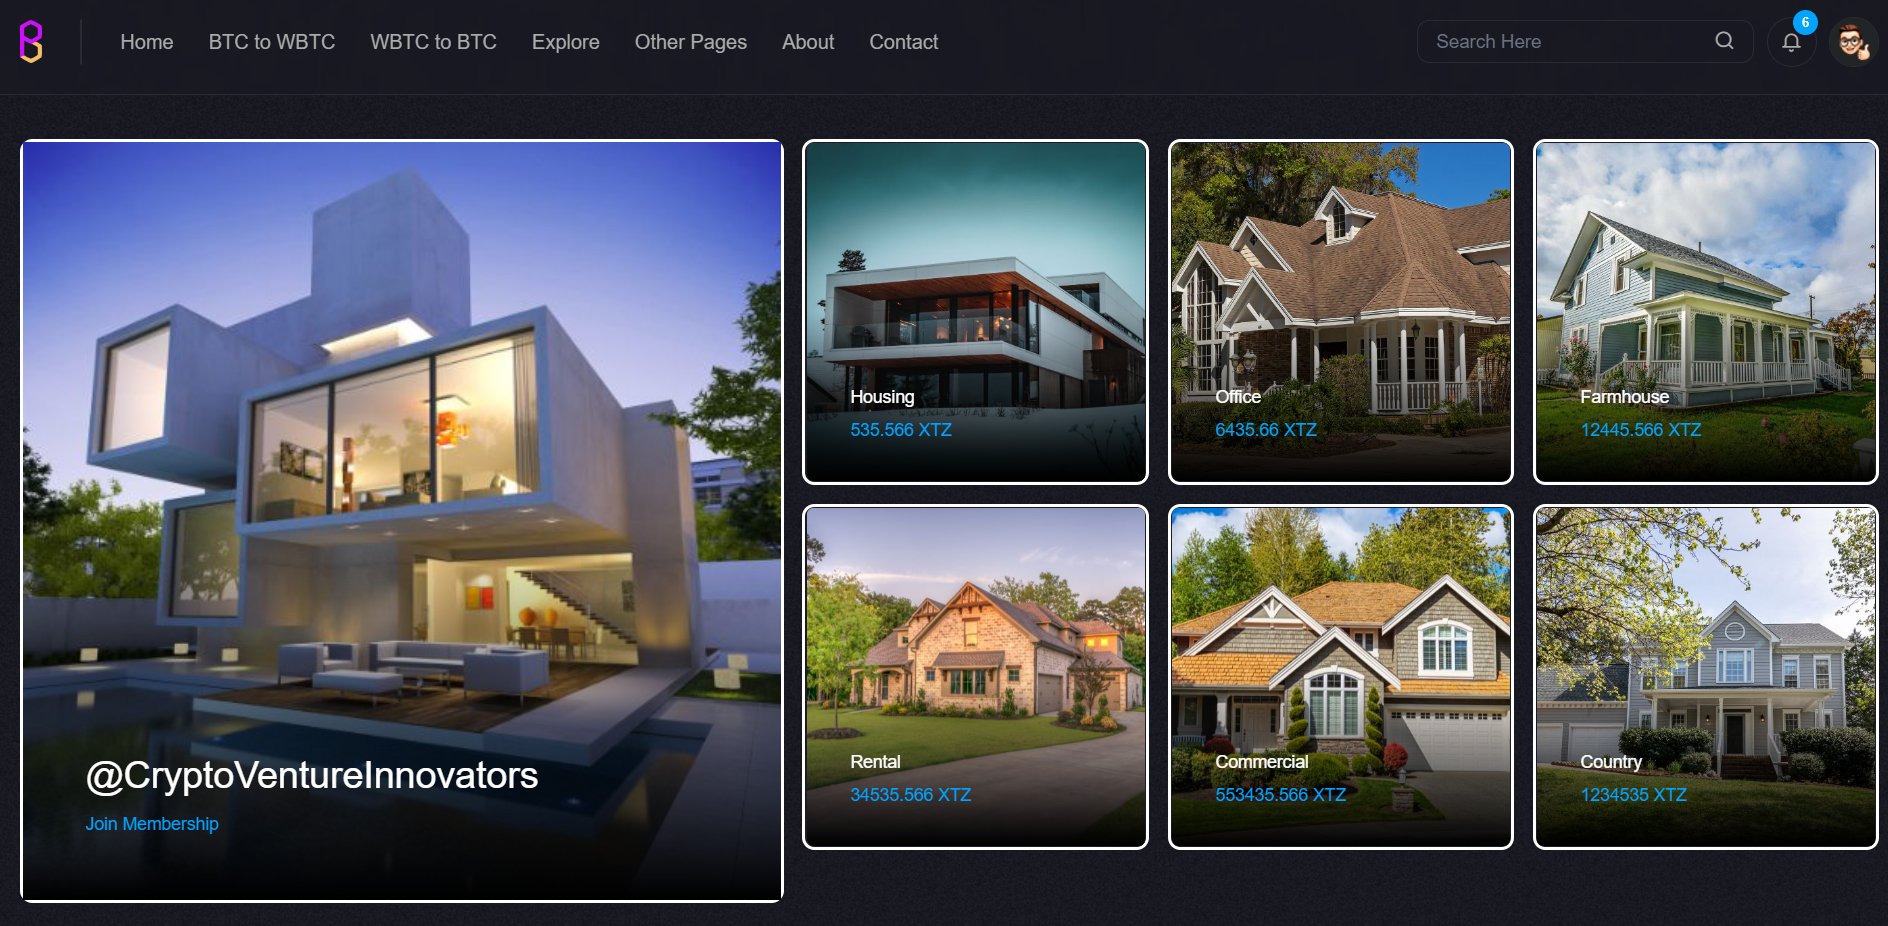 Home
BTC to WBTC
WBTC to BTC
Explore
Other Pages
About
Contact
Search Here
6
@CryptoVentureInnovators
Join Membership
Housing
535.566 XTZ
Office
6435.66 XTZ
Farmhouse
12445.566 XTZ
Rental
34535.566 XTZ
Commercial
553435.566 XTZ
Country
1234535 XTZ